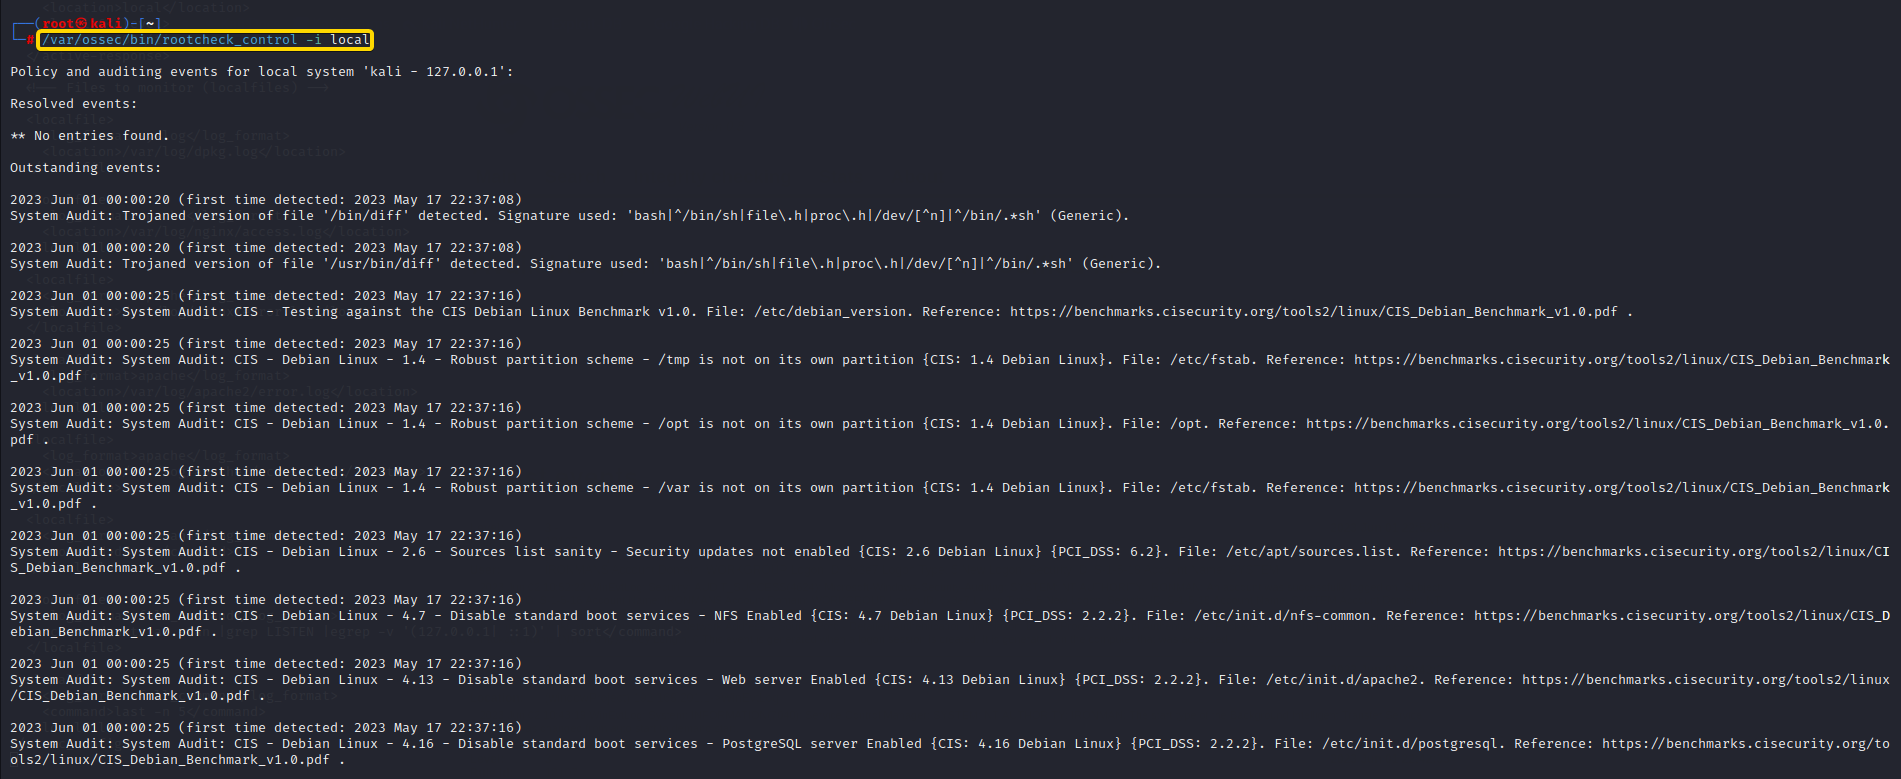 ┌──(root㉿kali)-[~]
└─# /var/ossec/bin/rootcheck_control -i local
Policy and auditing events for local system 'kali - 127.0.0.1':
Resolved events:
** No entries found.
Outstanding events:
2023 Jun 01 00:00:20 (first time detected: 2023 May 17 22:37:08)
System Audit: Trojaned version of file '/bin/diff' detected. Signature used: 'bash|^/bin/sh|file\.h|proc\.h|/dev/[^n]|^/bin/.*sh' (Generic).
2023 Jun 01 00:00:20 (first time detected: 2023 May 17 22:37:08)
System Audit: Trojaned version of file '/usr/bin/diff' detected. Signature used: 'bash|^/bin/sh|file\.h|proc\.h|/dev/[^n]|^/bin/.*sh' (Generic).
2023 Jun 01 00:00:25 (first time detected: 2023 May 17 22:37:16)
System Audit: System Audit: CIS - Testing against the CIS Debian Linux Benchmark v1.0. File: /etc/debian_version. Reference: https://benchmarks.cisecurity.org/tools2/linux/CIS_Debian_Benchmark_v1.0.pdf .
2023 Jun 01 00:00:25 (first time detected: 2023 May 17 22:37:16)
System Audit: System Audit: CIS - Debian Linux - 1.4 - Robust partition scheme - /tmp is not on its own partition {CIS: 1.4 Debian Linux}. File: /etc/fstab. Reference: https://benchmarks.cisecurity.org/tools2/linux/CIS_Debian_Benchmark
_v1.0.pdf .
2023 Jun 01 00:00:25 (first time detected: 2023 May 17 22:37:16)
System Audit: System Audit: CIS - Debian Linux - 1.4 - Robust partition scheme - /opt is not on its own partition {CIS: 1.4 Debian Linux}. File: /opt. Reference: https://benchmarks.cisecurity.org/tools2/linux/CIS_Debian_Benchmark_v1.0.
pdf .
2023 Jun 01 00:00:25 (first time detected: 2023 May 17 22:37:16)
System Audit: System Audit: CIS - Debian Linux - 1.4 - Robust partition scheme - /var is not on its own partition {CIS: 1.4 Debian Linux}. File: /etc/fstab. Reference: https://benchmarks.cisecurity.org/tools2/linux/CIS_Debian_Benchmark
_v1.0.pdf .
2023 Jun 01 00:00:25 (first time detected: 2023 May 17 22:37:16)
System Audit: System Audit: CIS - Debian Linux - 2.6 - Sources list sanity - Security updates not enabled {CIS: 2.6 Debian Linux} {PCI_DSS: 6.2}. File: /etc/apt/sources.list. Reference: https://benchmarks.cisecurity.org/tools2/linux/CI
S_Debian_Benchmark_v1.0.pdf .
2023 Jun 01 00:00:25 (first time detected: 2023 May 17 22:37:16)
System Audit: System Audit: CIS - Debian Linux - 4.7 - Disable standard boot services - NFS Enabled {CIS: 4.7 Debian Linux} {PCI_DSS: 2.2.2}. File: /etc/init.d/nfs-common. Reference: https://benchmarks.cisecurity.org/tools2/linux/CIS_D
ebian_Benchmark_v1.0.pdf .
2023 Jun 01 00:00:25 (first time detected: 2023 May 17 22:37:16)
System Audit: System Audit: CIS - Debian Linux - 4.13 - Disable standard boot services - Web server Enabled {CIS: 4.13 Debian Linux} {PCI_DSS: 2.2.2}. File: /etc/init.d/apache2. Reference: https://benchmarks.cisecurity.org/tools2/linux
/CIS_Debian_Benchmark_v1.0.pdf .
2023 Jun 01 00:00:25 (first time detected: 2023 May 17 22:37:16)
System Audit: System Audit: CIS - Debian Linux - 4.16 - Disable standard boot services - PostgreSQL server Enabled {CIS: 4.16 Debian Linux} {PCI_DSS: 2.2.2}. File: /etc/init.d/postgresql. Reference: https://benchmarks.cisecurity.org/to
ols2/linux/CIS_Debian_Benchmark_v1.0.pdf .